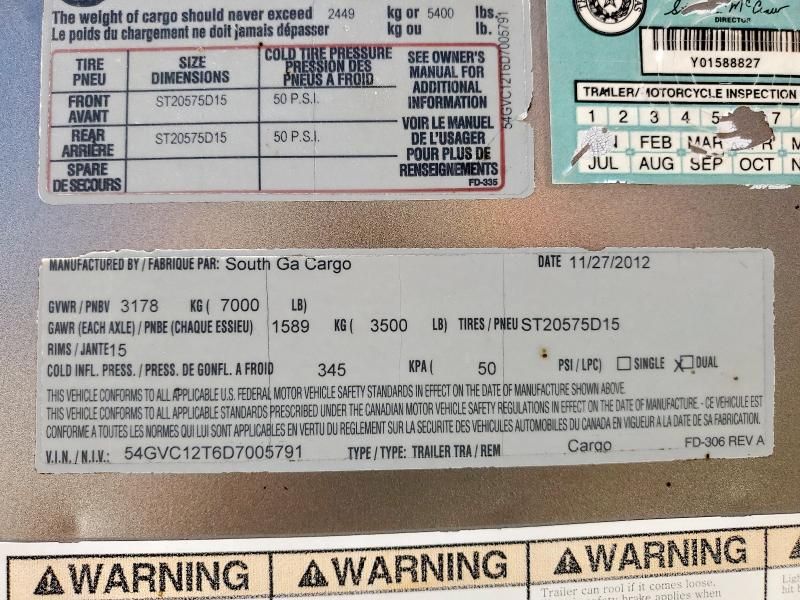 The weight of cargo should never exceed 2449 kg or 5400 lbs.
Le poids du chargement ne doit jamais dépasser kg ou lb.
TIRE PNEU
SIZE DIMENSIONS
COLD TIRE PRESSURE PRESSION DES PNEUS A FROID
SEE OWNER'S MANUAL FOR ADDITIONAL INFORMATION
FRONT AVANT ST20575D15 50 P.S.I.
REAR ARRIÈRE ST20575D15 50 P.S.I.
VOIR LE MANUAL DE L'USAGER POUR PLUS DE RENSEIGNEMENTS
SPARE DE SECOURS
FD-335
54GVC12T6D7005791
DIRECTOR
Y01588827
TRAILER/MOTORCYCLE INSPECTION
1 2 3 4 5 7
FEB MAR
JUL AUG SEP OCT N
MANUFACTURED BY / FABRIQUE PAR: South Ga Cargo DATE 11/27/2012
GVWR / PNBV 3178 KG ( 7000 LB)
GAWR (EACH AXLE) / PNBE (CHAQUE ESSIEU) 1589 KG ( 3500 LB) TIRES / PNEU ST20575D15
RIMS / JANTE 15
COLD INFL. PRESS. / PRESS. DE GONFL. A FROID 345 KPA ( 50 PSI / LPC) SINGLE X DUAL
THIS VEHICLE CONFORMS TO ALL APPLICABLE U.S. FEDERAL MOTOR VEHICLE SAFETY STANDARDS IN EFFECT ON THE DATE OF MANUFACTURE SHOWN ABOVE.
THIS VEHICLE CONFORMS TO ALL APPLICABLE STANDARDS PRESCRIBED UNDER THE CANADIAN MOTOR VEHICLE SAFETY REGULATIONS IN EFFECT ON THE DATE OF MANUFACTURE. - CE VEHICULE EST
CONFORME A TOUTES LES NORMES QUI LUI SONT APPLICABLES EN VERTU DU REGLEMENT SUR LA SECURITE DES VEHICULES AUTOMOBILES DU CANADA EN VIGUEUR A LA DATE DE SA FABRICATION.
V.I.N. / N.I.V.: 54GVC12T6D7005791 TYPE / TYPE: TRAILER TRA / REM Cargo FD-306 REV A
WARNING WARNING WARNING
Trailer can roll if it comes loose.
brake applies when
Ligh
hit b